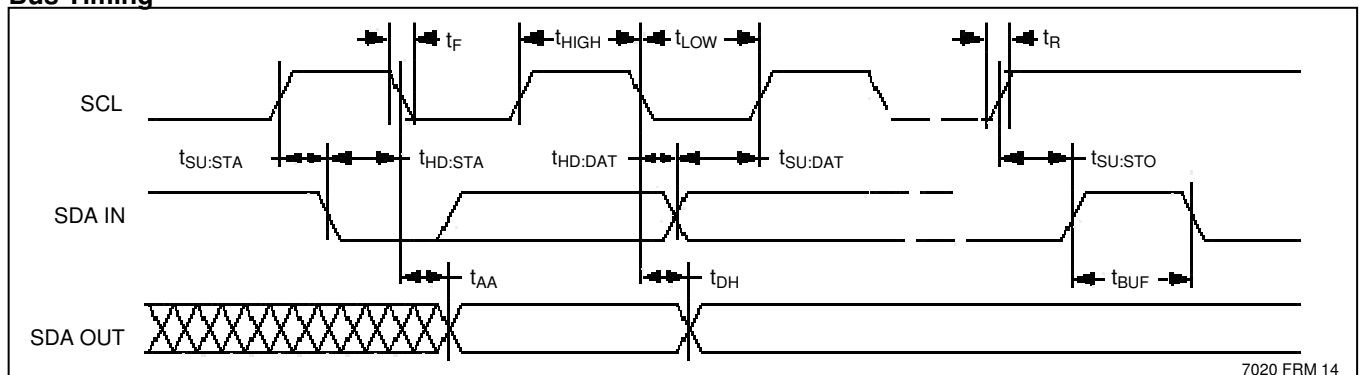 Bus Timing
tF
tHIGH
tLOW
tR
SCL
tSU:STA
tHD:STA
tHD:DAT
tSU:DAT
tSU:STO
SDA IN
tAA
tDH
tBUF
SDA OUT
7020 FRM 14